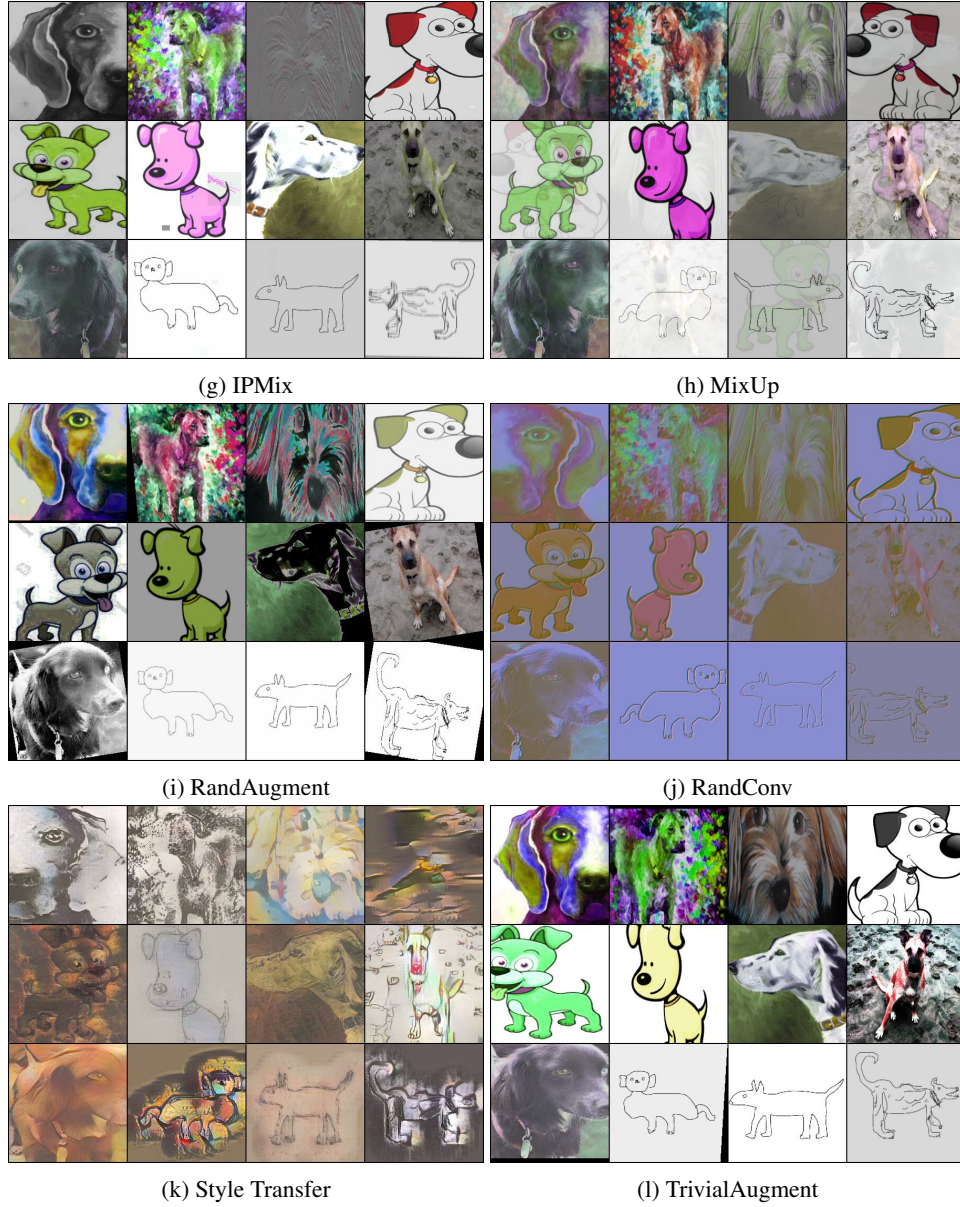 (g) IPMix
(h) MixUp
(i) RandAugment
(j) RandConv
(k) Style Transfer
(l) TrivialAugment